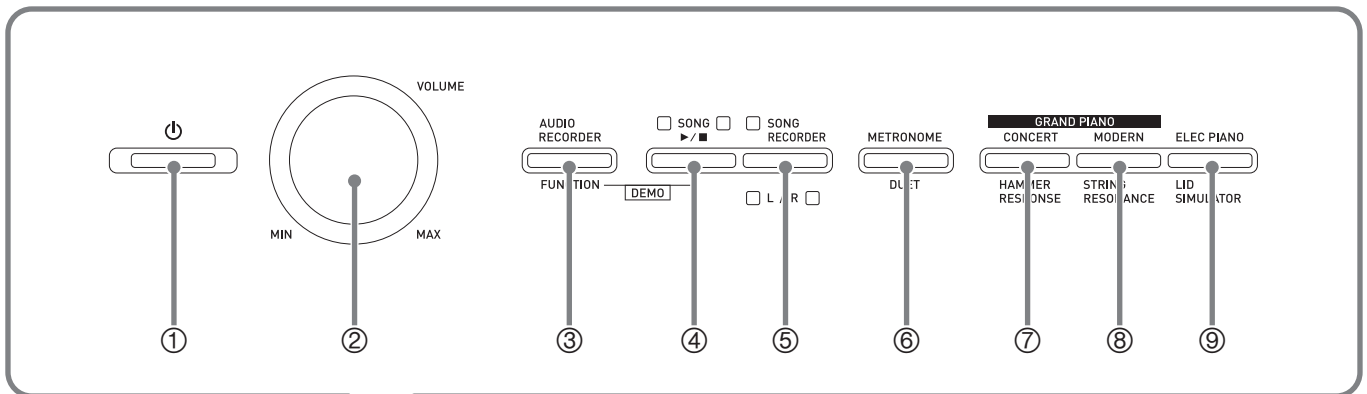 VOLUME
MIN
MAX
AUDIO
RECORDER
FUNCTION
DEMO
SONG
▶/■
SONG
RECORDER
L / R
METRONOME
DUET
GRAND PIANO
CONCERT
MODERN
ELEC PIANO
HAMMER
RESPONSE
STRING
RESONANCE
LID
SIMULATOR
① ② ③ ④ ⑤ ⑥ ⑦ ⑧ ⑨